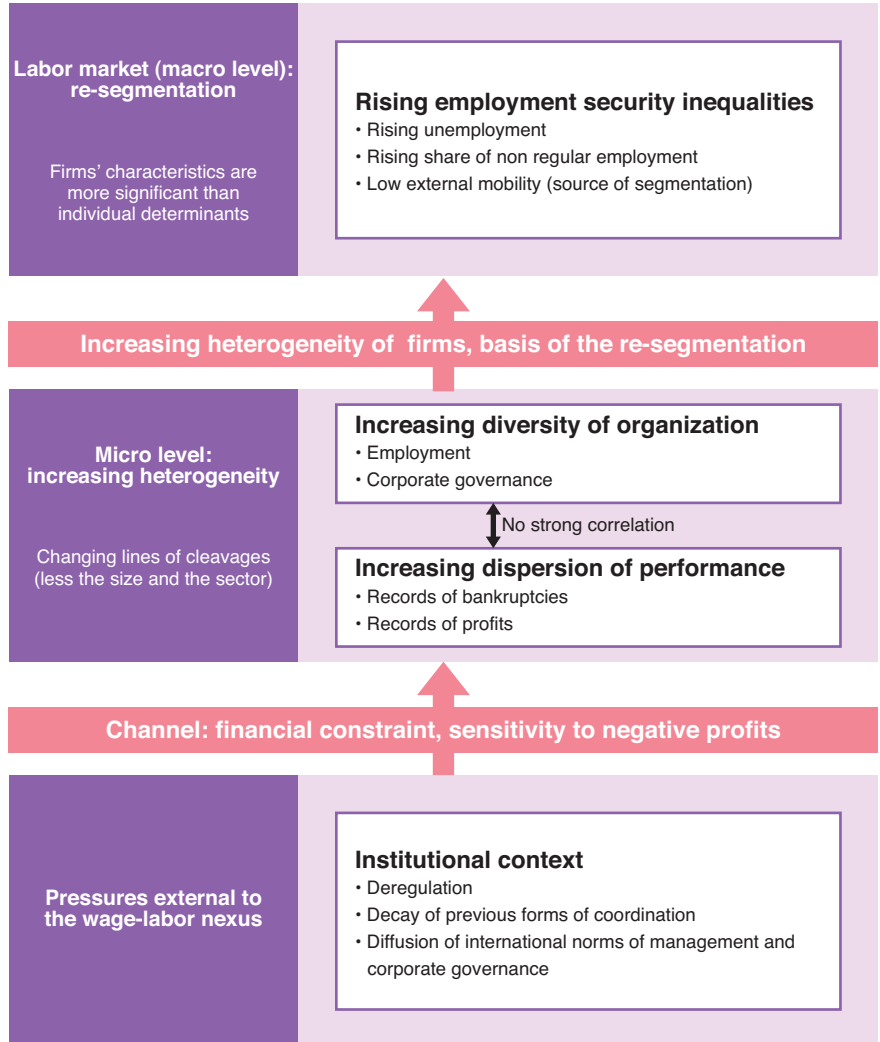 Labor market (macro level):
re-segmentation
Firms' characteristics are
more significant than
individual determinants
Rising employment security inequalities
・Rising unemployment
・Rising share of non regular employment
・Low external mobility (source of segmentation)
Increasing heterogeneity of firms, basis of the re-segmentation
Micro level:
increasing heterogeneity
Changing lines of cleavages
(less the size and the sector)
Increasing diversity of organization
・Employment
・Corporate governance
No strong correlation
Increasing dispersion of performance
・Records of bankruptcies
・Records of profits
Channel: financial constraint, sensitivity to negative profits
Pressures external to
the wage-labor nexus
Institutional context
・Deregulation
・Decay of previous forms of coordination
・Diffusion of international norms of management and
corporate governance